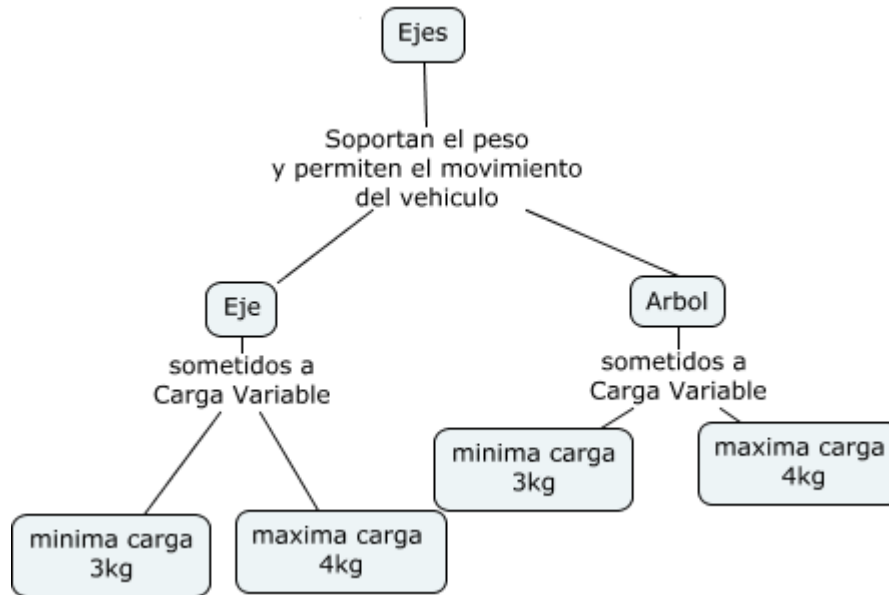 Ejes
Soportan el peso
y permiten el movimiento
del vehiculo
Eje
sometidos a
Carga Variable
minima carga
3kg
maxima carga
4kg
Arbol
sometidos a
Carga Variable
minima carga
3kg
maxima carga
4kg